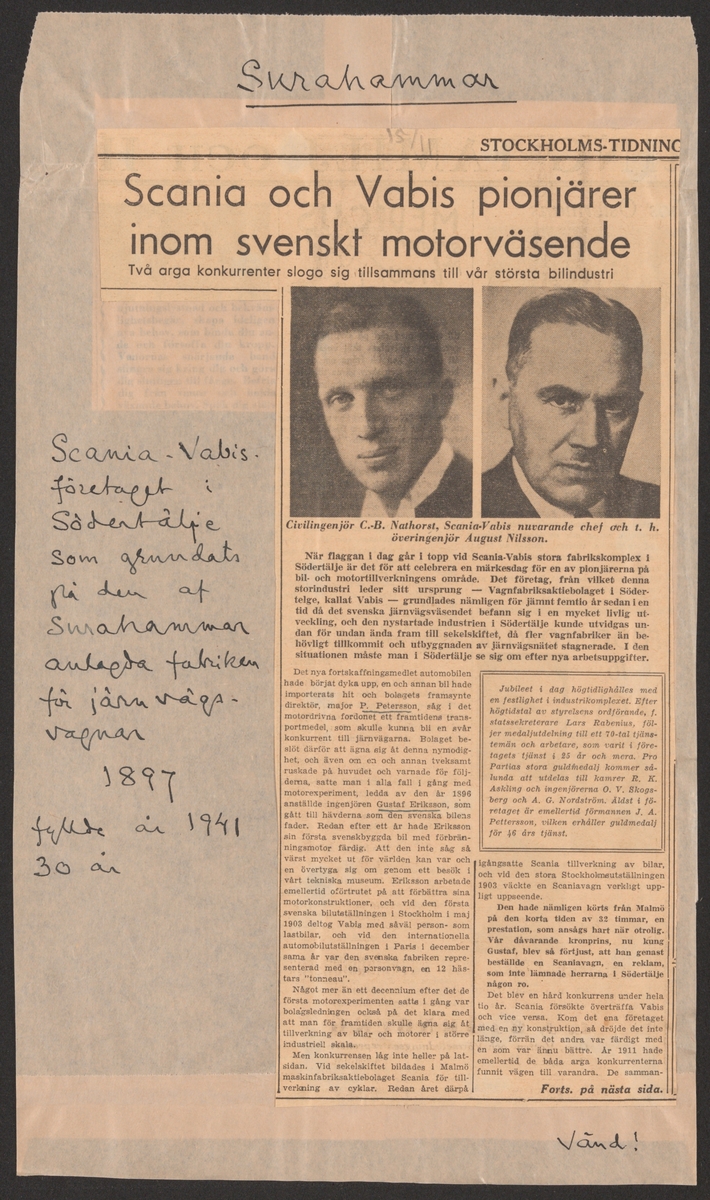 Surahammar
11/51
STOCKHOLMS-TIDNING
Scania och Vabis pionjärer
inom svenskt motorväsende
Två arga konkurrenter slogo sig tillsammans till vår största bilindustri
Civilingenjör C.-B. Nathorst, Scania-Vabis nuvarande chef och t. h.
överingenjör August Nilsson.
Scania-Vabis-
företaget i
Södertälje
som grundats
på den af
Surahammar
anlagda fabriken
för järnvägs-
vagnar
1897
fyllde år 1941
30 år
När flaggan i dag går i topp vid Scania-Vabis stora fabrikskomplex i
Södertälje är det för att celebrera en märkesdag för en av pionjärerna på
bil- och motortillverkningens område. Det företag, från vilket denna
storindustri leder sitt ursprung — Vagnfabriksaktiebolaget i Söder-
telge, kallat Vabis — grundlades nämligen för jämnt femtio år sedan i en
tid då det svenska järnvägsväsendet befann sig i en mycket livlig ut-
veckling, och den nystartade industrien i Södertälje kunde utvidgas un-
dan för undan ända fram till sekelskiftet, då fler vagnfabriker än be-
hövligt tillkommit och utbyggnaden av järnvägsnätet stagnerade. I den
situationen måste man i Södertälje se sig om efter nya arbetsuppgifter.
Det nya fortskaffningsmedlet automobilen
hade börjat dyka upp, en och annan bil hade
importerats hit och bolagets framsynte
direktör, major P. Petersson, såg i det
motordrivna fordonet ett framtidens trans-
portmedel, som skulle kunna bli en svår
konkurrent till järnvägarna. Bolaget be-
slöt därför att ägna sig åt denna nymodig-
het, och även om en och annan tveksamt
ruskade på huvudet och varnade för följ-
derna, satte man i alla fall i gång med
motorexperiment, ledda av den år 1896
anställde ingenjören Gustaf Eriksson, som
gått till hävderna som den svenska bilens
fader. Redan efter ett år hade Eriksson
sin första svenskbyggda bil med förbrän-
ningsmotor färdig. Att den inte såg så
värst mycket ut för världen kan var och
en övertyga sig om genom ett besök i
vårt tekniska museum. Eriksson arbetade
emellertid oförtrutet på att förbättra sina
motorkonstruktioner, och vid den första
svenska bilutställningen i Stockholm i maj
1903 deltog Vabis med såväl person- som
lastbilar, och vid den internationella
automobilutställningen i Paris i december
sama år var den svenska fabriken repre-
senterad med en personvagn, en 12 häs-
tars "tonneau".
Något mer än ett decennium efter det de
första motorexperimenten satts i gång var
bolagsledningen också på det klara med
att man för framtiden skulle ägna sig åt
tillverkning av bilar och motorer i större
industriell skala.
Men konkurrensen låg inte heller på lat-
sidan. Vid sekelskiftet bildades i Malmö
maskinfabriksaktiebolaget Scania för till-
verkning av cyklar. Redan året därpå
Jubileet i dag högtidlighålles med
en festlighet i industrikomplexet. Efter
högtidstal av styrelsens ordförande, f.
statssekreterare Lars Rabenius, föl-
jer medaljutdelning till ett 70-tal tjäns-
temän och arbetare, som varit i före-
tagets tjänst i 25 år och mera. Pro
Partias stora guldmedalj kommer så-
lunda att utdelas till kamrer R. K.
Askling och ingenjörerna O. V. Skogs-
berg och A. G. Nordström. Äldst i fö-
retaget är emellertid förmannen J. A.
Pettersson, vilken erhåller guldmedalj
för 46 års tjänst.
igångsatte Scania tillverkning av bilar,
och vid den stora Stockholmsutställningen
1903 väckte en Scaniavagn verkligt upp-
ligt uppseende.
Den hade nämligen körts från Malmö
på den korta tiden av 32 timmar, en
prestation, som ansågs hart när otrolig.
Vår dåvarande kronprins, nu kung
Gustaf, blev så förtjust, att han genast
beställde en Scaniavagn, en reklam,
som inte lämnade herrarna i Södertälje
någon ro.
Det blev en hård konkurrens under hela
tio år. Scania försökte överträffa Vabis
och vice versa. Kom det ena företaget
med en ny konstruktion, så dröjde det inte
länge, förrän det andra var färdigt med
en som var ännu bättre. År 1911 hade
emellertid de båda arga konkurrenterna
funnit vägen till varandra. De samman-
Forts. på nästa sida.
Vänd!